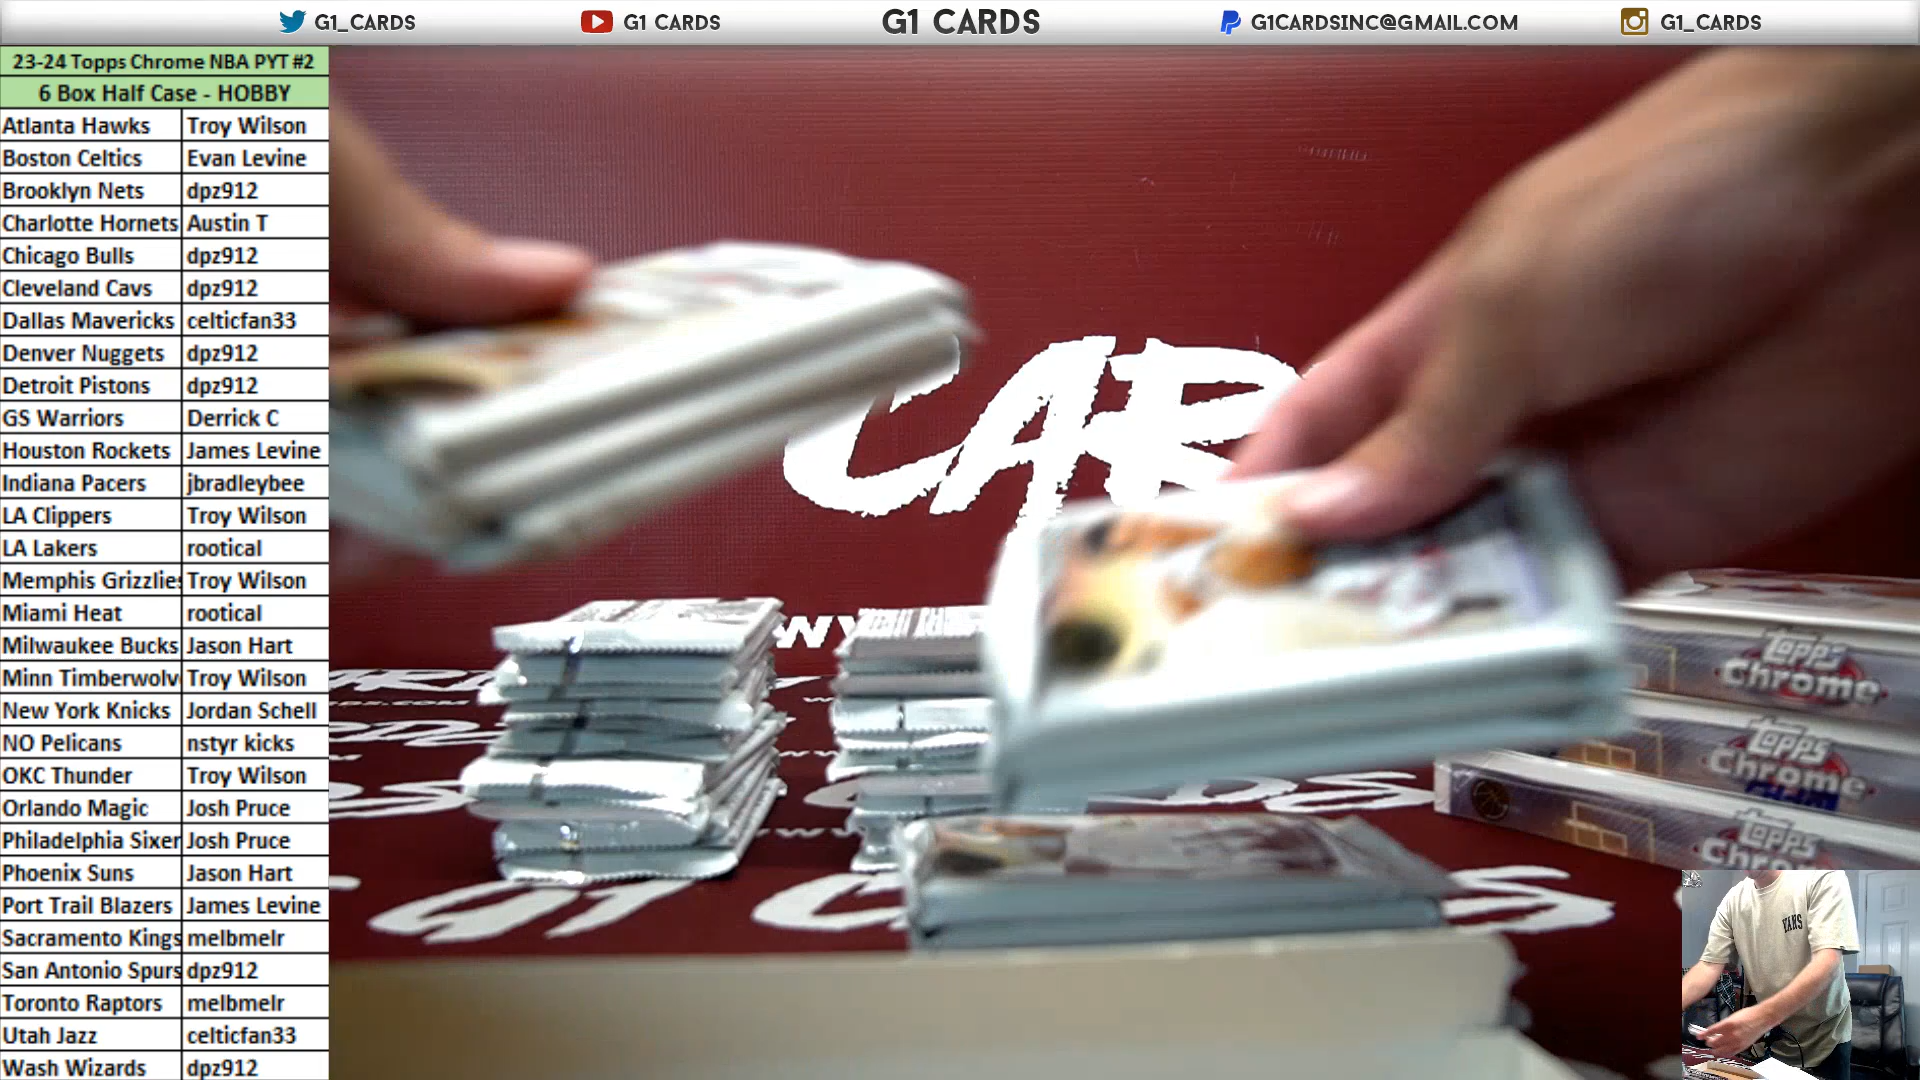 G1_CARDS G1 CARDS G1 CARDS G1CARDSINC@GMAIL.COM G1_CARDS
23-24 Topps Chrome NBA PYT #2
6 Box Half Case - HOBBY
Atlanta Hawks Troy Wilson
Boston Celtics Evan Levine
Brooklyn Nets dpz912
Charlotte Hornets Austin T
Chicago Bulls dpz912
Cleveland Cavs dpz912
Dallas Mavericks celticfan33
Denver Nuggets dpz912
Detroit Pistons dpz912
GS Warriors Derrick C
Houston Rockets James Levine
Indiana Pacers jbradleybee
LA Clippers Troy Wilson
LA Lakers rootical
Memphis Grizzlies Troy Wilson
Miami Heat rootical
Milwaukee Bucks Jason Hart
Minn Timberwolv Troy Wilson
New York Knicks Jordan Schell
NO Pelicans nstyr kicks
OKC Thunder Troy Wilson
Orlando Magic Josh Pruce
Philadelphia Sixer Josh Pruce
Phoenix Suns Jason Hart
Port Trail Blazers James Levine
Sacramento Kings melbmelr
San Antonio Spurs dpz912
Toronto Raptors melbmelr
Utah Jazz celticfan33
Wash Wizards dpz912
CAR
WW
Topps Chrome
Topps Chrome
Topps Chro
G1 C
VANS